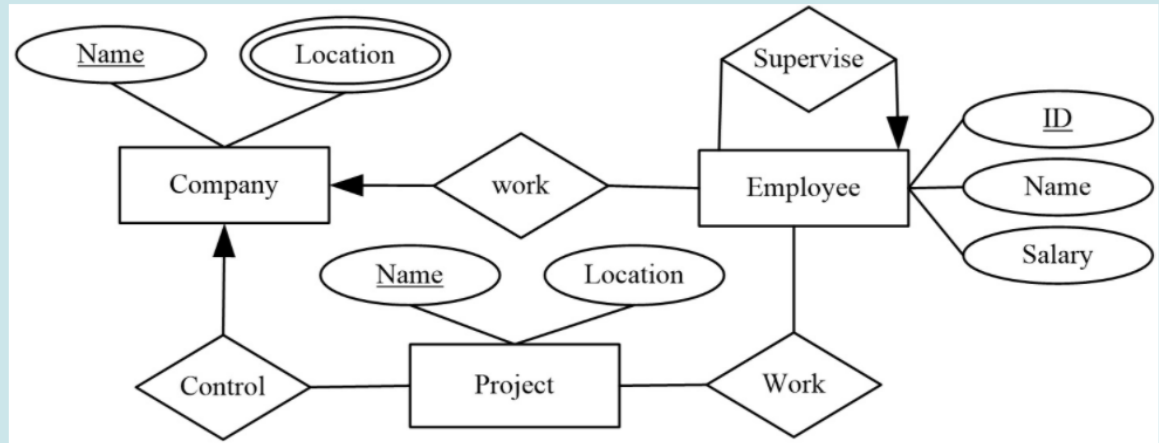 Name
Location
Supervise
ID
Company
work
Employee
Name
Salary
Name
Location
Control
Project
Work